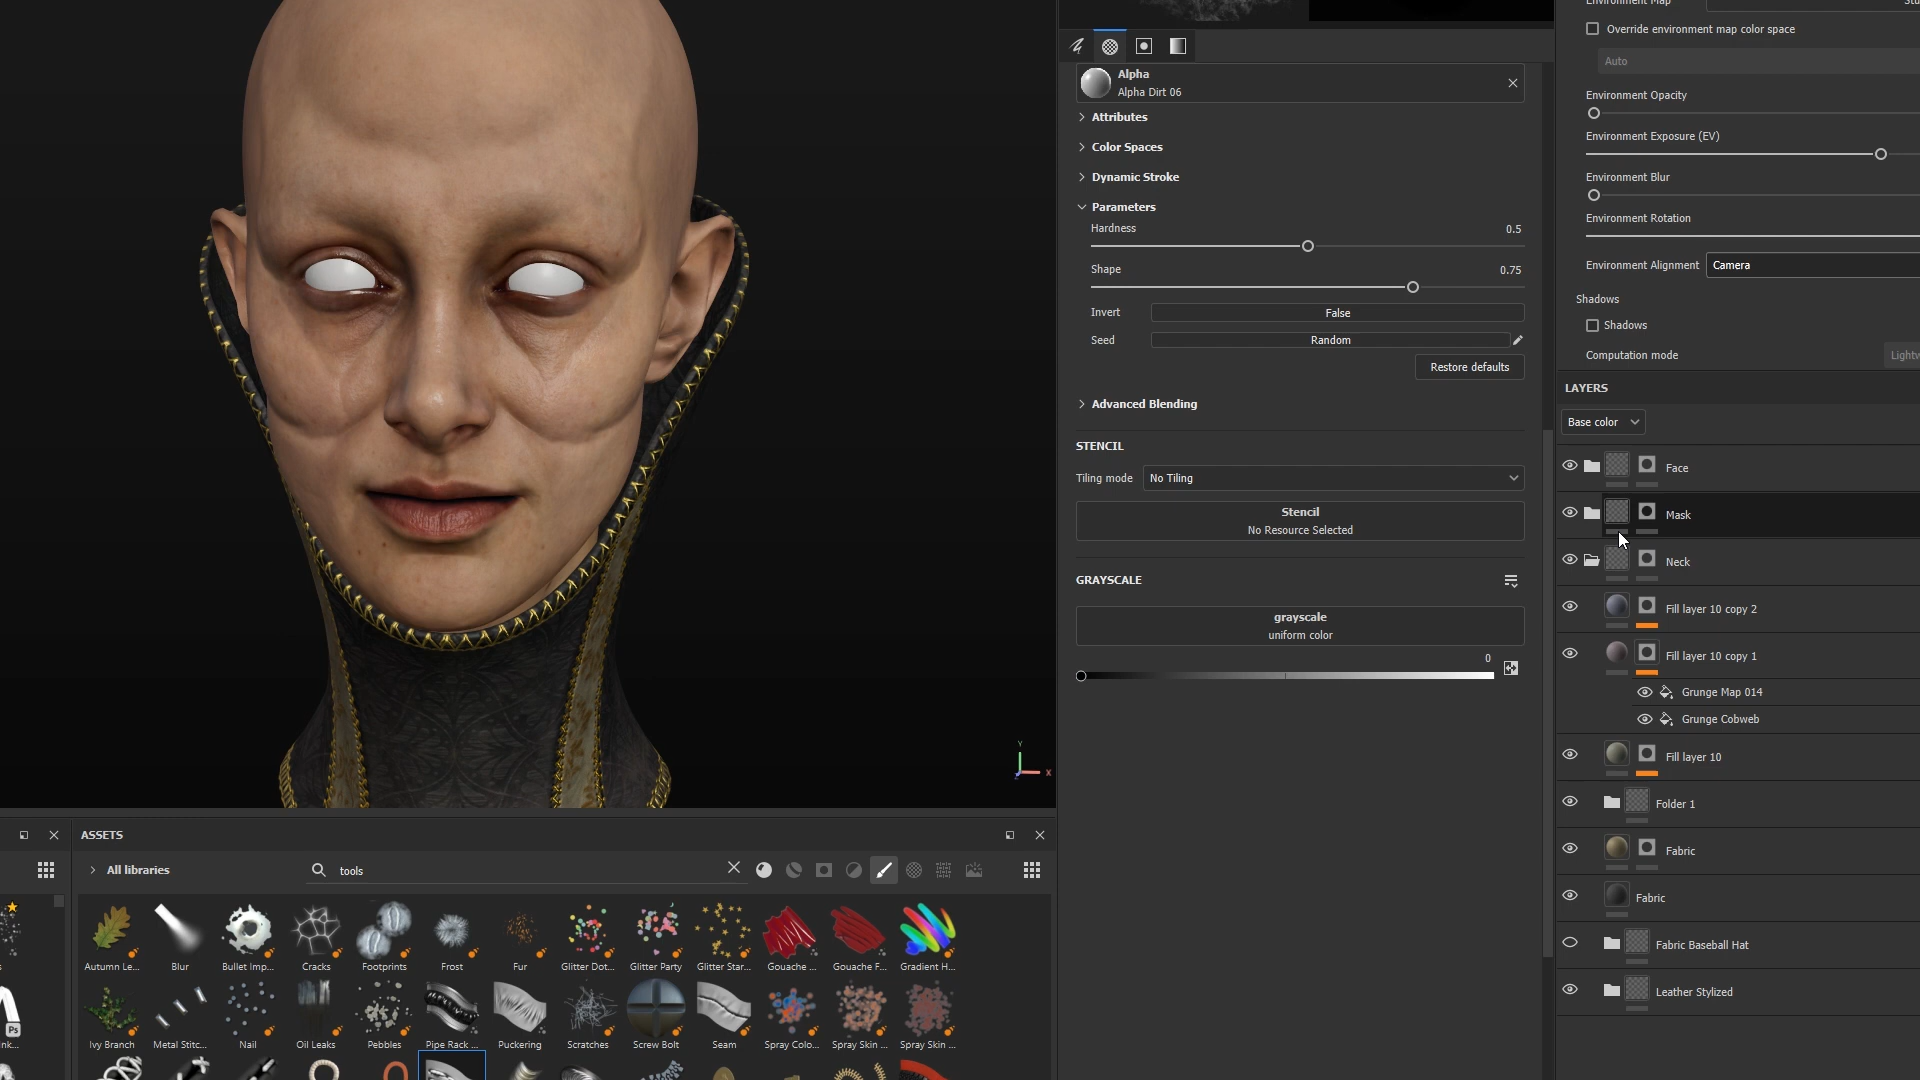 Environment Map
Override environment map color space
Auto
Environment Opacity
Environment Exposure (EV)
Environment Blur
Environment Rotation
Environment Alignment
Camera
Shadows
Shadows
Computation mode
Alpha
Alpha Dirt 06
Attributes
Color Spaces
Dynamic Stroke
Parameters
Hardness
0.5
Shape
0.75
Invert
False
Seed
Random
Restore defaults
Advanced Blending
STENCIL
Tiling mode
No Tiling
Stencil
No Resource Selected
GRAYSCALE
grayscale
uniform color
0
LAYERS
Base color
Face
Mask
Neck
Fill layer 10 copy 2
Fill layer 10 copy 1
Grunge Map 014
Grunge Cobweb
Fill layer 10
Folder 1
Fabric
Fabric
Fabric Baseball Hat
Leather Stylized
Y
X
ASSETS
All libraries
tools
Autumn Le...
Blur
Bullet Imp...
Cracks
Footprints
Frost
Fur
Glitter Dot...
Glitter Party
Glitter Star...
Gouache ...
Gouache F...
Gradient H...
Ps
Ivy Branch
Metal Stitc...
Nail
Oil Leaks
Pebbles
Pipe Rack ...
Puckering
Scratches
Screw Bolt
Seam
Spray Colo...
Spray Skin ...
Spray Skin ...